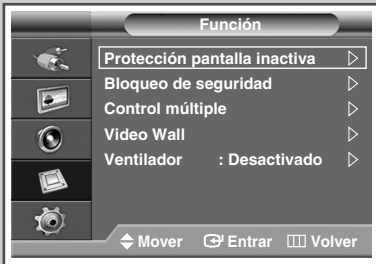 Función
Protección pantalla inactiva
Bloqueo de seguridad
Control múltiple
Video Wall
Ventilador : Desactivado
Mover Entrar Volver